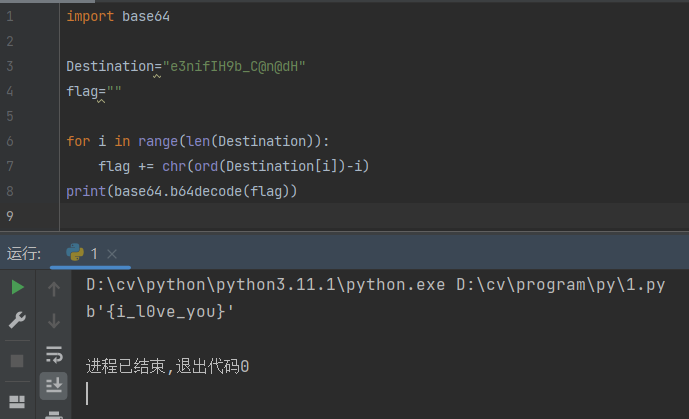 1 import base64
2
3 Destination="e3nifIH9b_C@n@dH"
4 flag=""
5
6 for i in range(len(Destination)):
7     flag += chr(ord(Destination[i])-i)
8 print(base64.b64decode(flag))
9
运行: 1 ×
D:\cv\python\python3.11.1\python.exe D:\cv\program\py\1.py
b'{i_l0ve_you}'
进程已结束,退出代码0